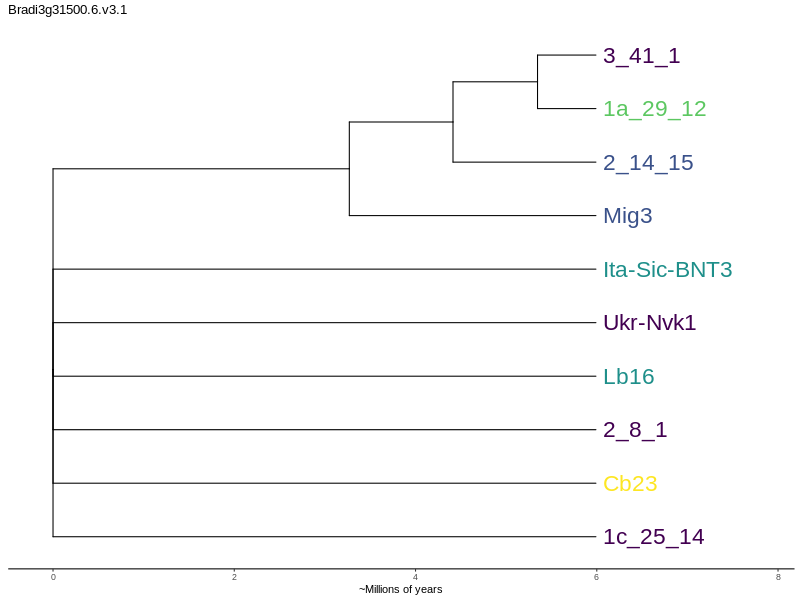 Bradi3g31500.6.v3.1
3_41_1
1a_29_12
2_14_15
Mig3
Ita-Sic-BNT3
Ukr-Nvk1
Lb16
2_8_1
Cb23
1c_25_14
0 2 4 6 8
~Millions of years